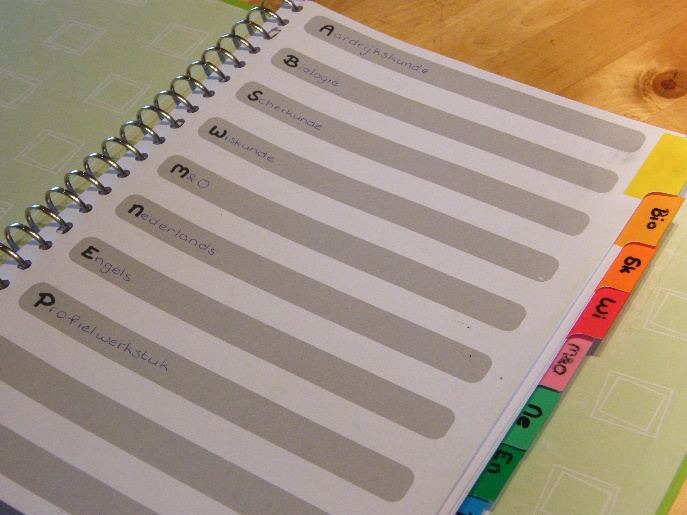 Aardrijkskunde
Biologie
Scheikunde
Wiskunde
M&O
nederlands
Engels
Profielwerkstuk
Bio
Sk
Wi
m&O
ne
En